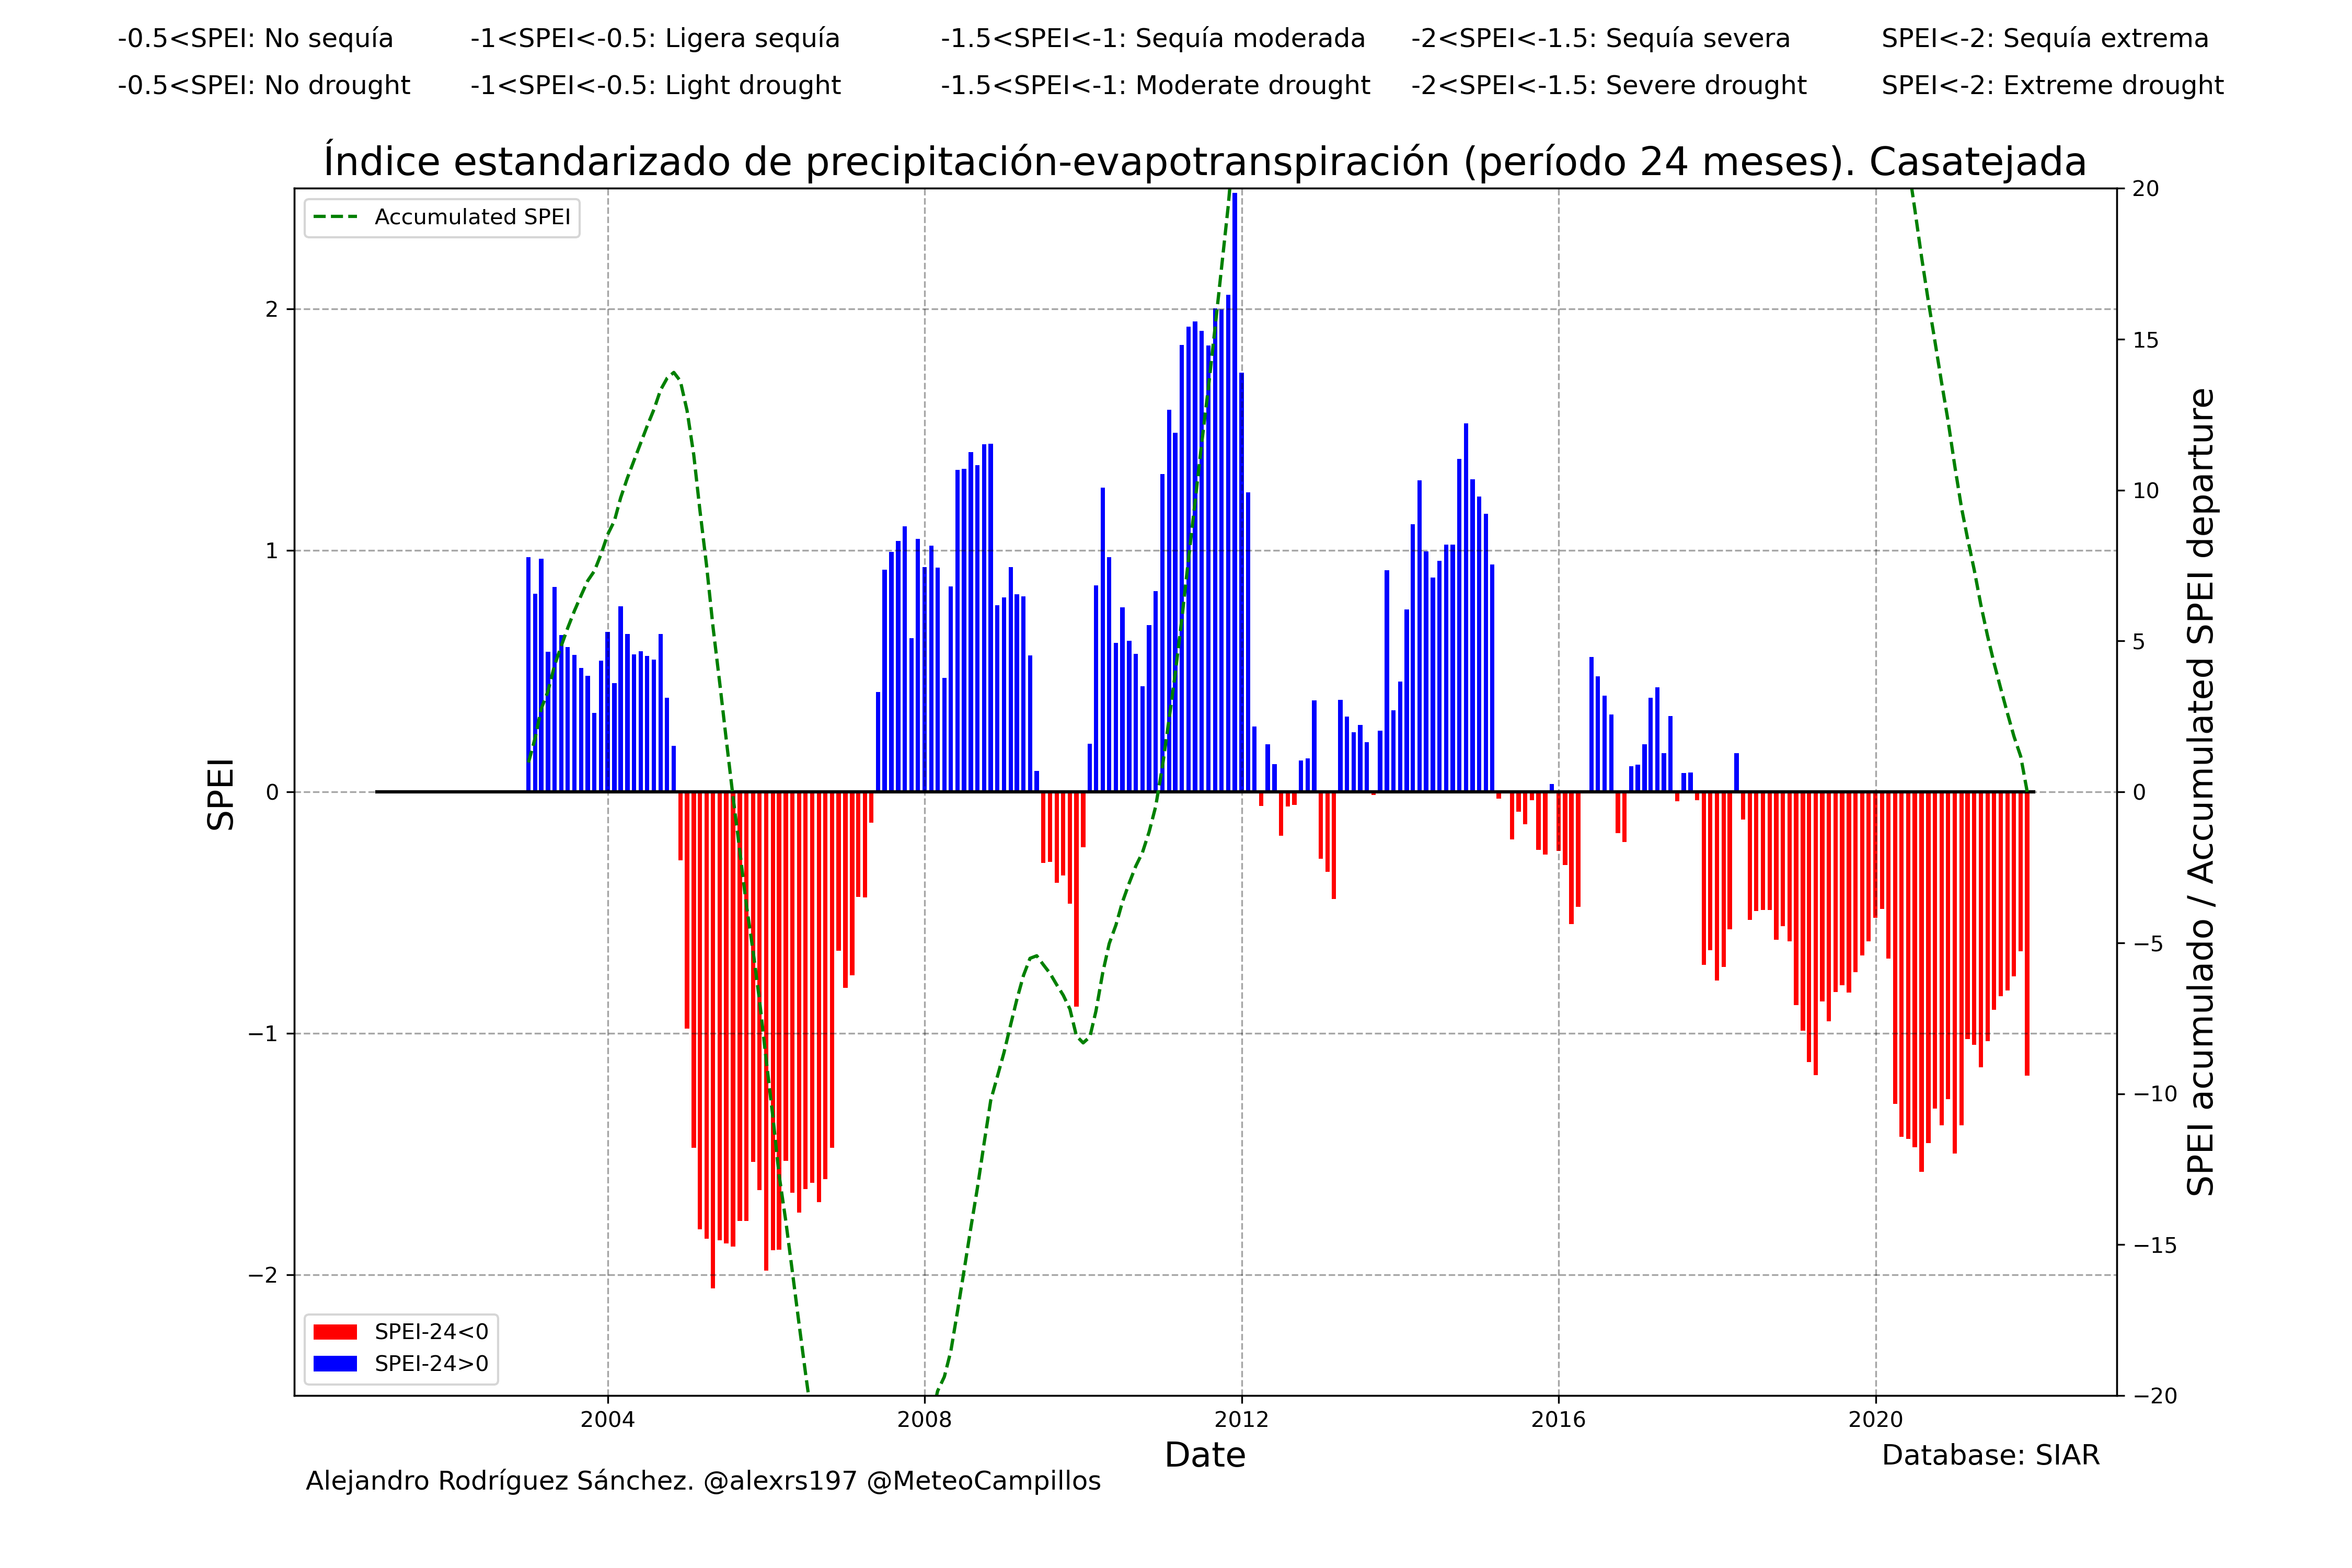 -0.5<SPEI: No sequía -1<SPEI<-0.5: Ligera sequía -1.5<SPEI<-1: Sequía moderada -2<SPEI<-1.5: Sequía severa SPEI<-2: Sequía extrema
-0.5<SPEI: No drought -1<SPEI<-0.5: Light drought -1.5<SPEI<-1: Moderate drought -2<SPEI<-1.5: Severe drought SPEI<-2: Extreme drought
Índice estandarizado de precipitación-evapotranspiración (período 24 meses). Casatejada
Accumulated SPEI
2
1
0
−1
−2
SPEI
20
15
10
5
0
−5
−10
−15
−20
SPEI acumulado / Accumulated SPEI departure
SPEI-24<0
SPEI-24>0
2004 2008 2012 2016 2020
Date
Database: SIAR
Alejandro Rodríguez Sánchez. @alexrs197 @MeteoCampillos